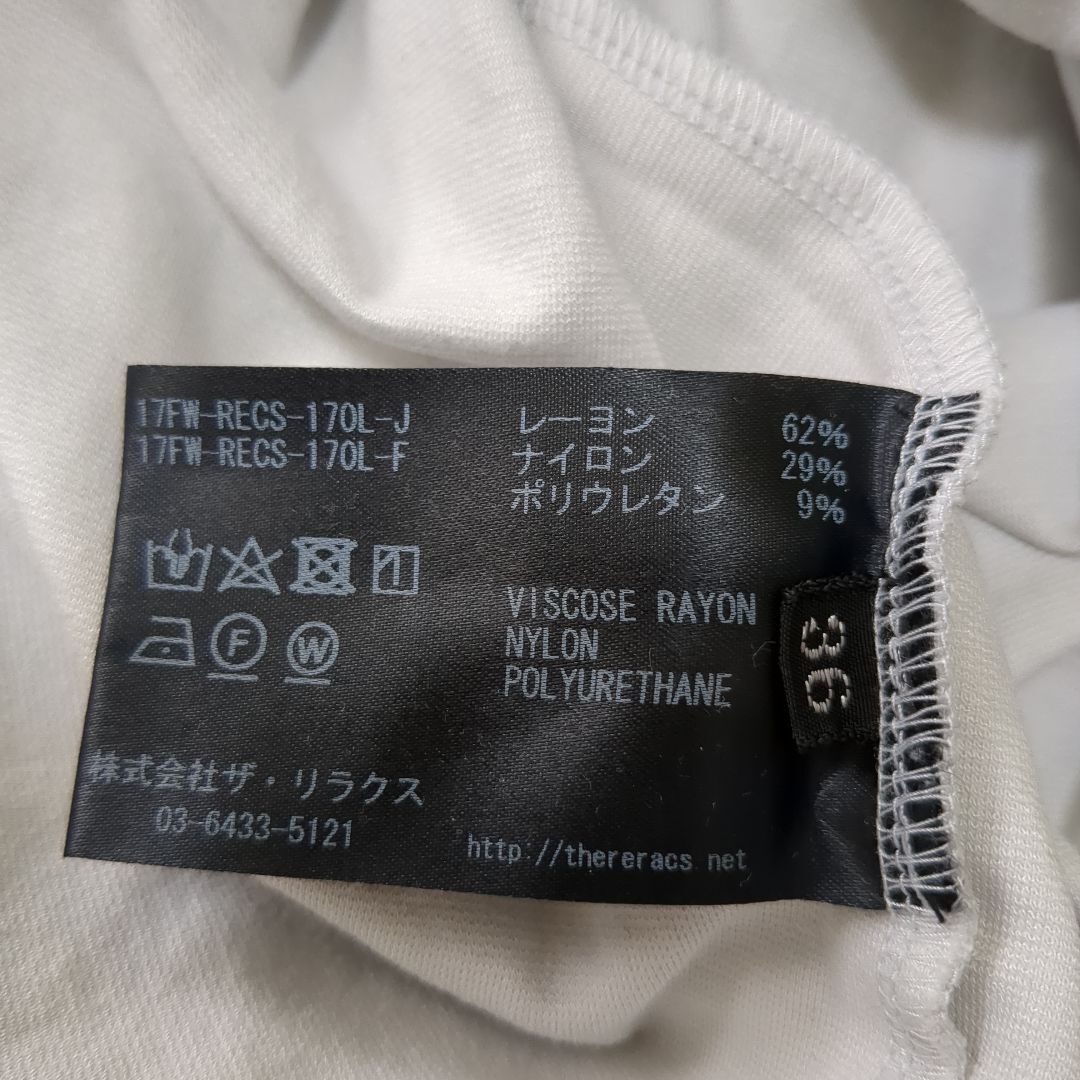 17FW-RECS-170L-J
17FW-RECS-170L-F
レーヨン 62%
ナイロン 29%
ポリウレタン 9%
VISCOSE RAYON
NYLON
POLYURETHANE
F
W
36
株式会社ザ・リラクス
03-6433-5121
http://thereracs.net